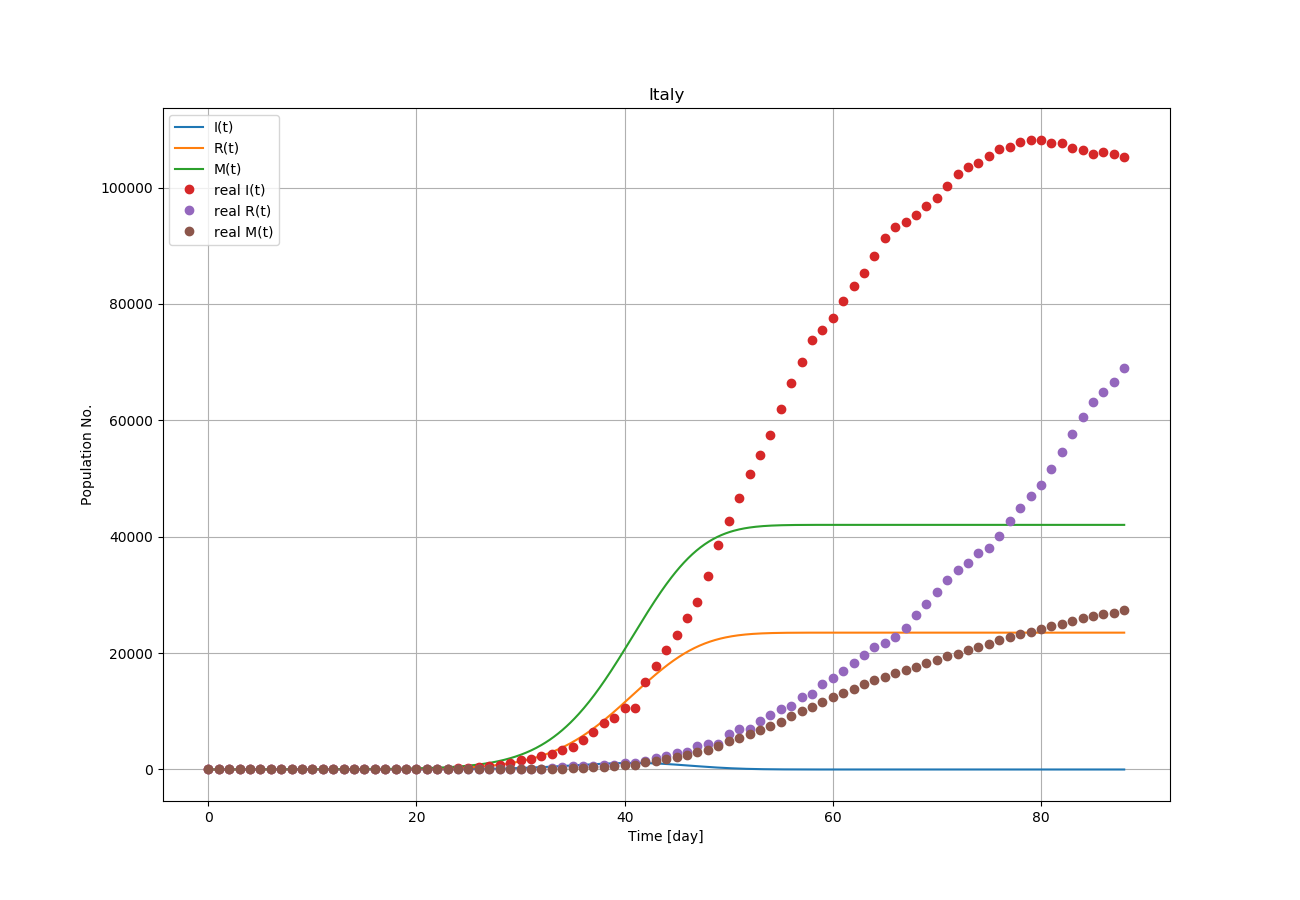 Italy
I(t)
R(t)
M(t)
real I(t)
real R(t)
real M(t)
100000
80000
60000
40000
20000
0
Population No.
0 20 40 60 80
Time [day]